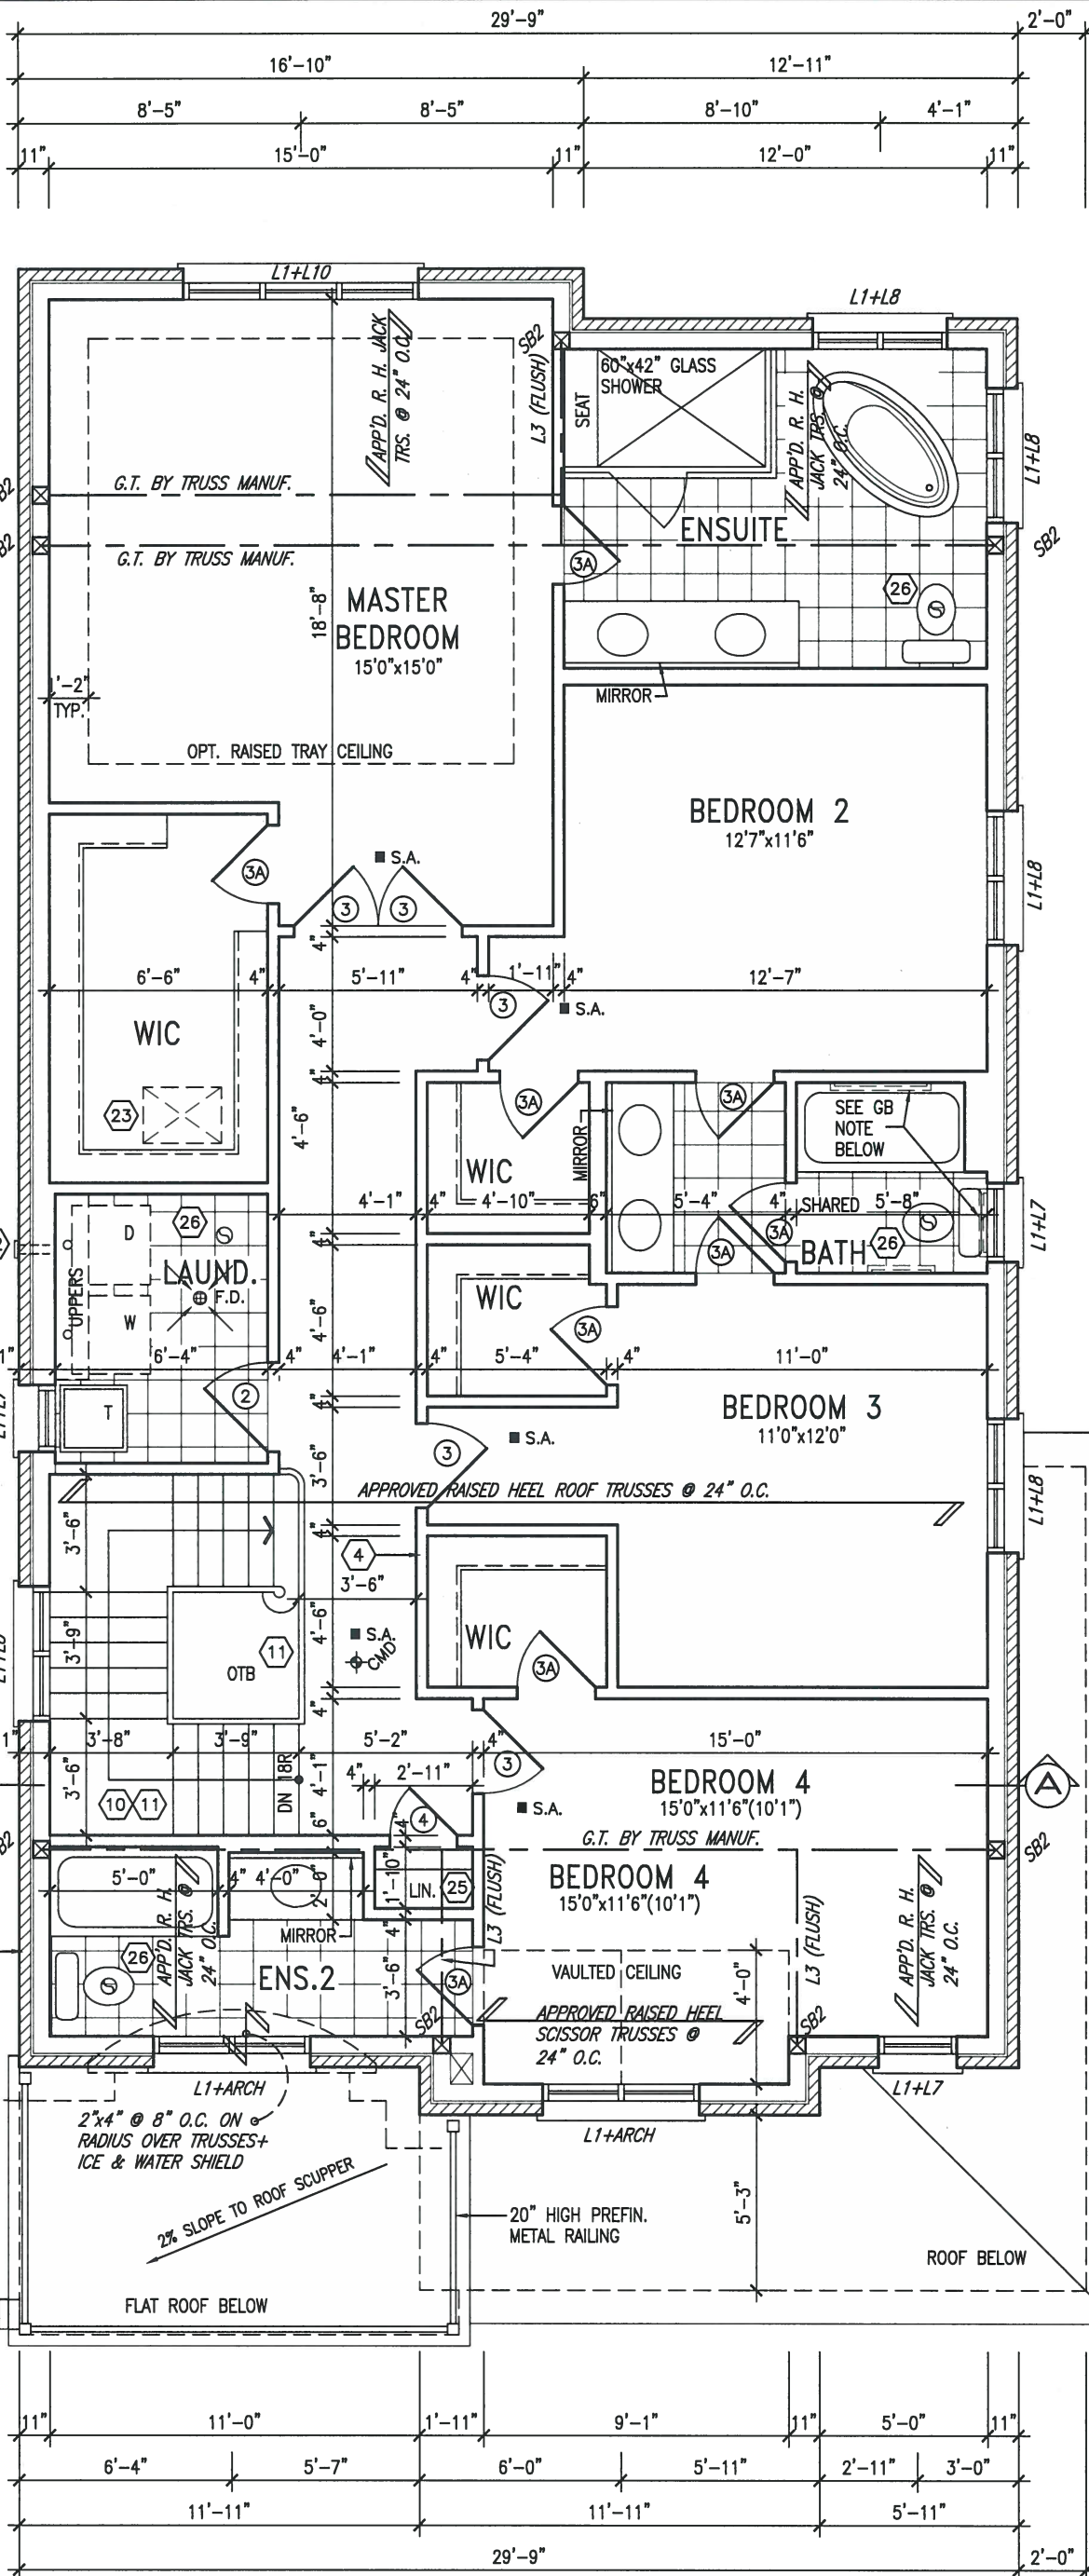 29'-9"
2'-0"
16'-10"
12'-11"
8'-5"
8'-5"
8'-10"
4'-1"
11"
15'-0"
11"
12'-0"
11"
L1+L10
L1+L8
SB2
L3 (FLUSH)
APP'D. R. H. JACK
TRS. @ 24" O.C.
60"x42" GLASS
SHOWER
SEAT
APP'D. R. H.
JACK TRS. @
24" O.C.
L1+L8
G.T. BY TRUSS MANUF.
ENSUITE
SB2
G.T. BY TRUSS MANUF.
3A
26
18'-8"
MASTER
BEDROOM
15'0"x15'0"
1'-2"
TYP.
MIRROR
OPT. RAISED TRAY CEILING
BEDROOM 2
12'7"x11'6"
S.A.
3A
3
3
L1+L8
4"
6'-6"
4"
5'-11"
4"
1'-11"
4"
12'-7"
3
S.A.
WIC
4'-0"
4"
23
3A
3A
4'-6"
MIRROR
SEE GB
NOTE
BELOW
WIC
4'-1"
4"
4'-10"
6"
5'-4"
4"
SHARED
5'-8"
26
D
LAUND.
F.D.
UPPERS
W
4"
3A
3A
BATH
26
L1+L7
WIC
4'-6"
3A
6'-4"
4"
4'-1"
4"
5'-4"
4"
11'-0"
2
T
4"
BEDROOM 3
11'0"x12'0"
3
S.A.
3'-6"
APPROVED RAISED HEEL ROOF TRUSSES @ 24" O.C.
L1+L8
3'-6"
4"
4
3'-6"
4'-6"
3'-9"
S.A.
CMD
WIC
11
OTB
3A
4"
3'-8"
3'-9"
5'-2"
4"
15'-0"
3
3'-6"
DN 18R
4'-1"
4"
2'-11"
BEDROOM 4
15'0"x11'6"(10'1")
A
10
11
6"
4
4"
S.A.
G.T. BY TRUSS MANUF.
SB2
SB2
5'-0"
4"
4'-0"
2'-0"
1'-10"
LIN.
25
L3 (FLUSH)
BEDROOM 4
15'0"x11'6"(10'1")
L3 (FLUSH)
APP'D. R. H.
JACK TRS. @
24" O.C.
APP'D. R. H.
JACK TRS. @
24" O.C.
MIRROR
4"
26
ENS.2
3'-6"
3A
VAULTED CEILING
4'-0"
SB2
APPROVED RAISED HEEL
SCISSOR TRUSSES @
24" O.C.
SB2
L1+ARCH
L1+L7
L1+ARCH
2"x4" @ 8" O.C. ON
RADIUS OVER TRUSSES+
ICE & WATER SHIELD
2% SLOPE TO ROOF SCUPPER
20" HIGH PREFIN.
METAL RAILING
5'-3"
ROOF BELOW
FLAT ROOF BELOW
11"
11'-0"
1'-11"
9'-1"
11"
5'-0"
11"
6'-4"
5'-7"
6'-0"
5'-11"
2'-11"
3'-0"
11'-11"
11'-11"
5'-11"
29'-9"
2'-0"